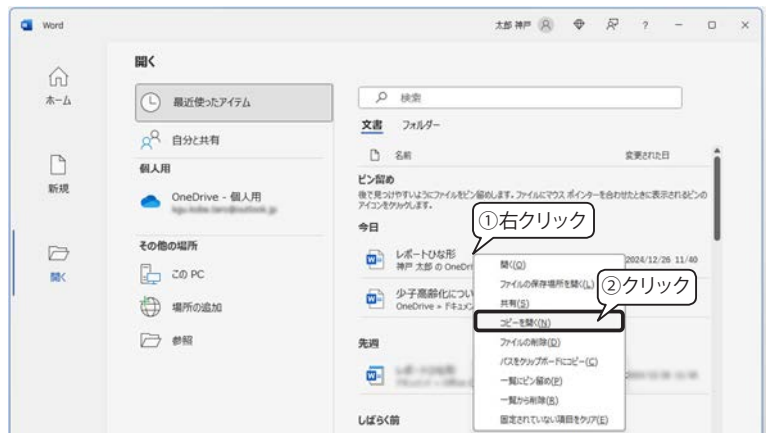 Word
太郎 神戸
?
開く
ホーム
最近使ったアイテム
検索
自分と共有
文書 フォルダー
名前 変更された日
個人用
ピン留め
新規
OneDrive - 個人用
後で見つけやすいようにファイルをピン留めします。ファイルにマウス ポインターを合わせたときに表示されるピンの
アイコンをクリックします。
①右クリック
今日
その他の場所
レポートひな形
神戸 太郎 の OneDri
開く(O)
2024/12/26 11/40
開く
この PC
ファイルの保存場所を開く(L)
②クリック
少子高齢化につい
OneDrive » ドキュメン
共有(S)
場所の追加
コピーを開く(N)
参照
先週
ファイルの削除(D)
パスをクリップボードにコピー(C)
一覧にピン留め(P)
一覧から削除(R)
しばらく前
固定されていない項目をクリア(E)